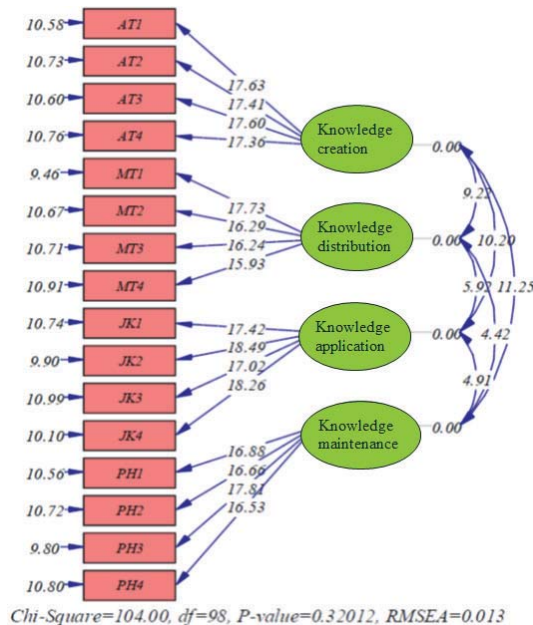 10.58 AT1
10.73 AT2
10.60 AT3
10.76 AT4
9.46 MT1
10.67 MT2
10.71 MT3
10.91 MT4
10.74 JK1
9.90 JK2
10.99 JK3
10.10 JK4
10.56 PH1
10.72 PH2
9.80 PH3
10.80 PH4
17.63
17.41
17.60
17.36
17.73
16.29
16.24
15.93
17.42
18.49
17.02
18.26
16.88
16.66
17.81
16.53
Knowledge
creation
0.00
Knowledge
distribution
0.00
Knowledge
application
0.00
Knowledge
maintenance
0.00
9.22
10.20
5.92
11.25
4.42
4.91
Chi-Square=104.00, df=98, P-value=0.32012, RMSEA=0.013